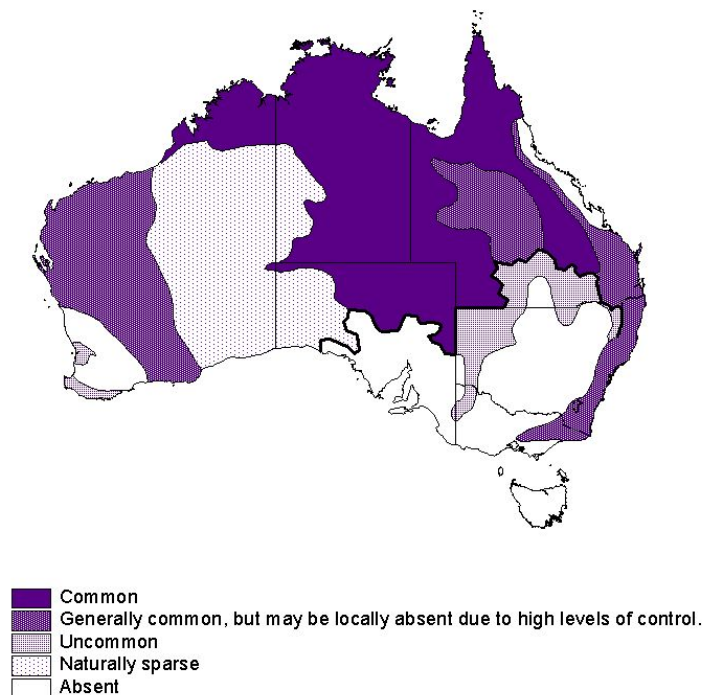 Common
Generally common, but may be locally absent due to high levels of control.
Uncommon
Naturally sparse
Absent